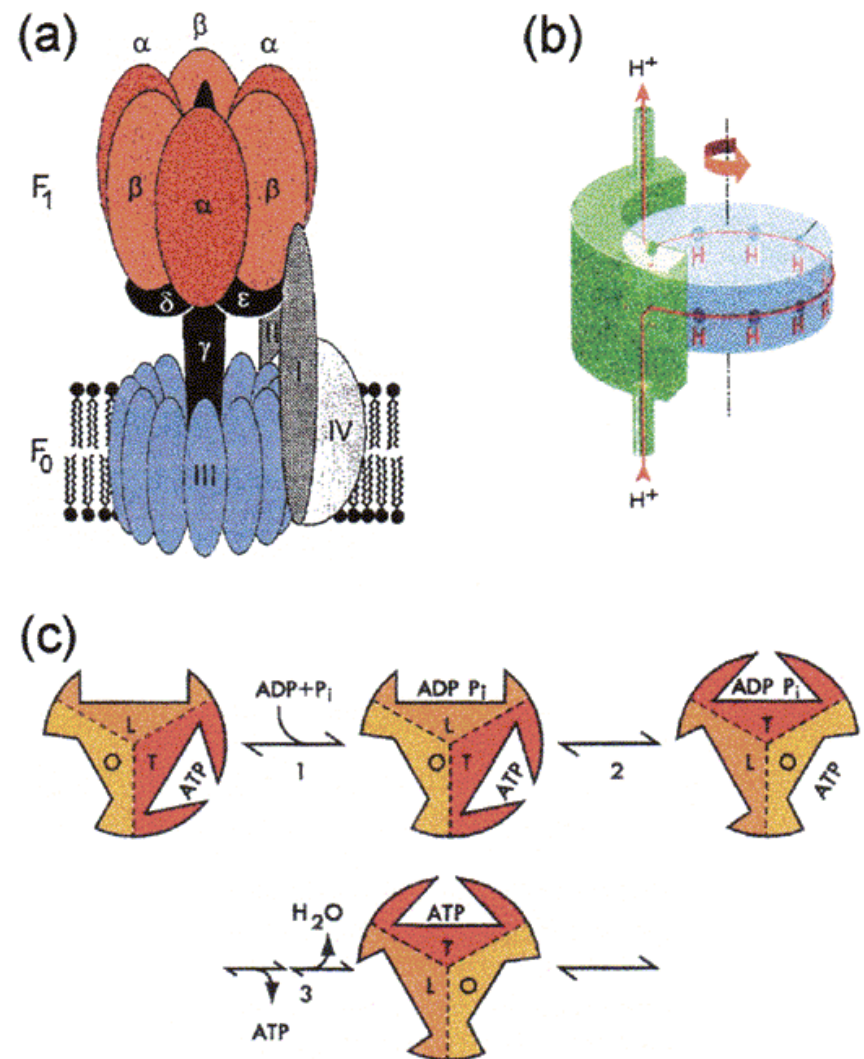 (a)
β
α α
F1
β β
α
δ ε
γ
II
I
IV
F0
III
(b)
H+
H H H H
H H H H
H+
(c)
L
O T
ATP
ADP+Pi
1
ADP Pi
L
O T
ATP
2
ADP Pi
T
L O
ATP
H2O
3
ATP
ATP
T
L O